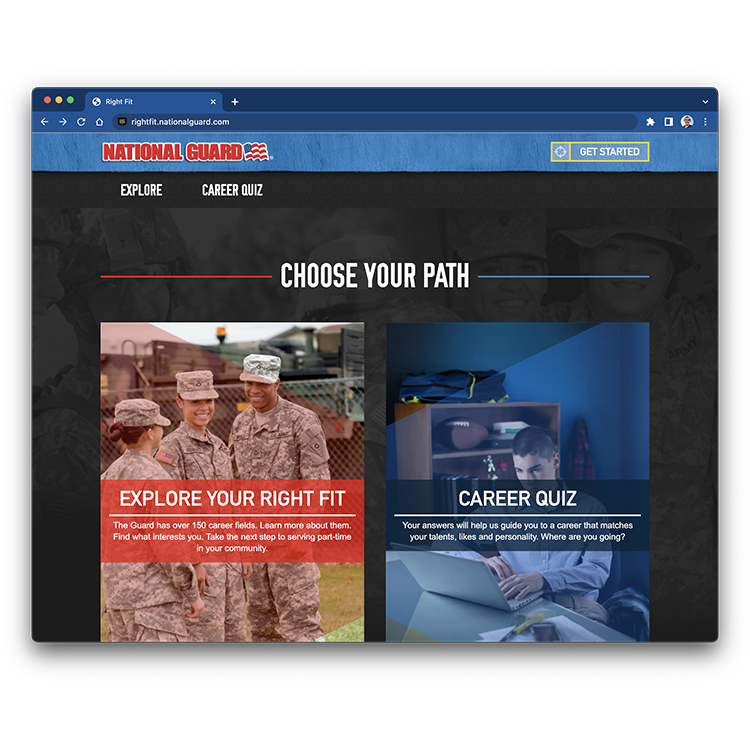 Right Fit
rightfit.nationalguard.com
NATIONAL GUARD
GET STARTED
EXPLORE
CAREER QUIZ
CHOOSE YOUR PATH
ARMY
EXPLORE YOUR RIGHT FIT
The Guard has over 150 career fields. Learn more about them.
Find what interests you. Take the next step to serving part-time
in your community.
CAREER QUIZ
Your answers will help us guide you to a career that matches
your talents, likes and personality. Where are you going?